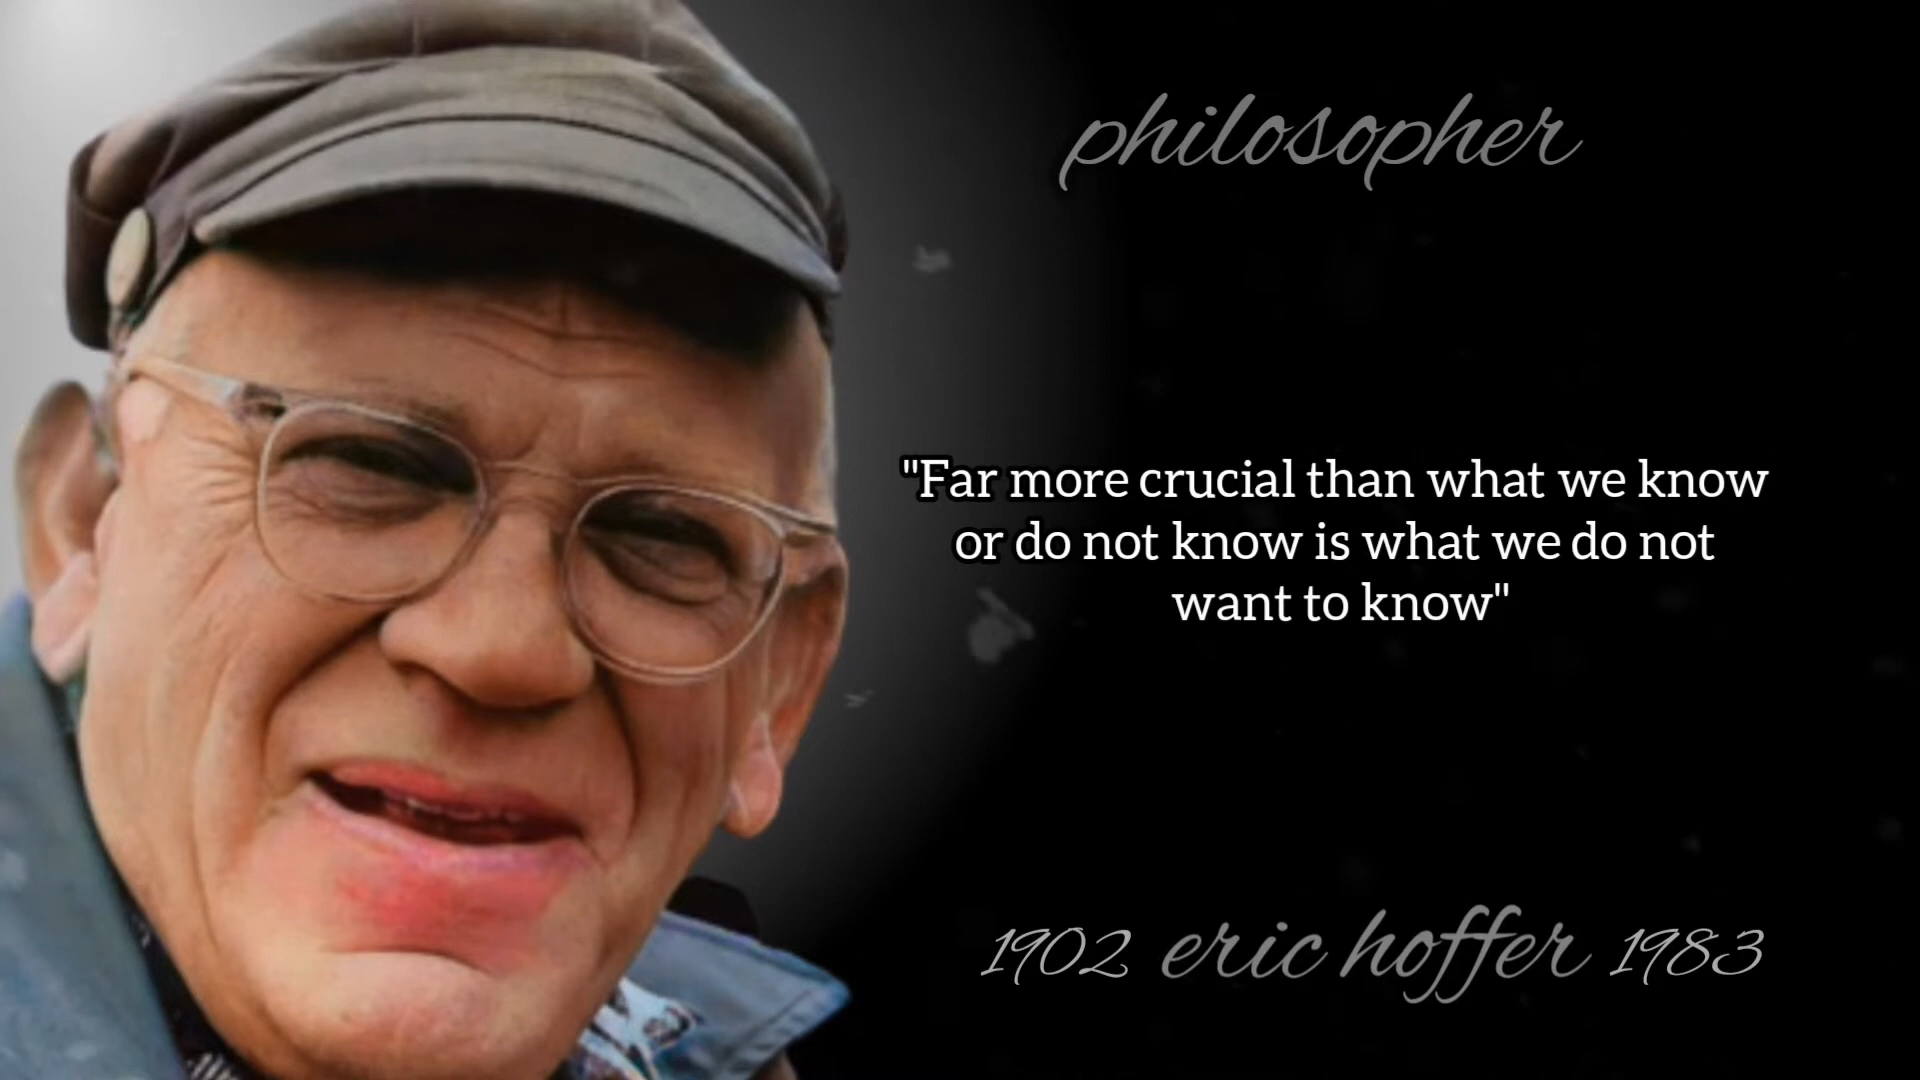 philosopher
"Far more crucial than what we know
or do not know is what we do not
want to know"
1902 eric hoffer 1983